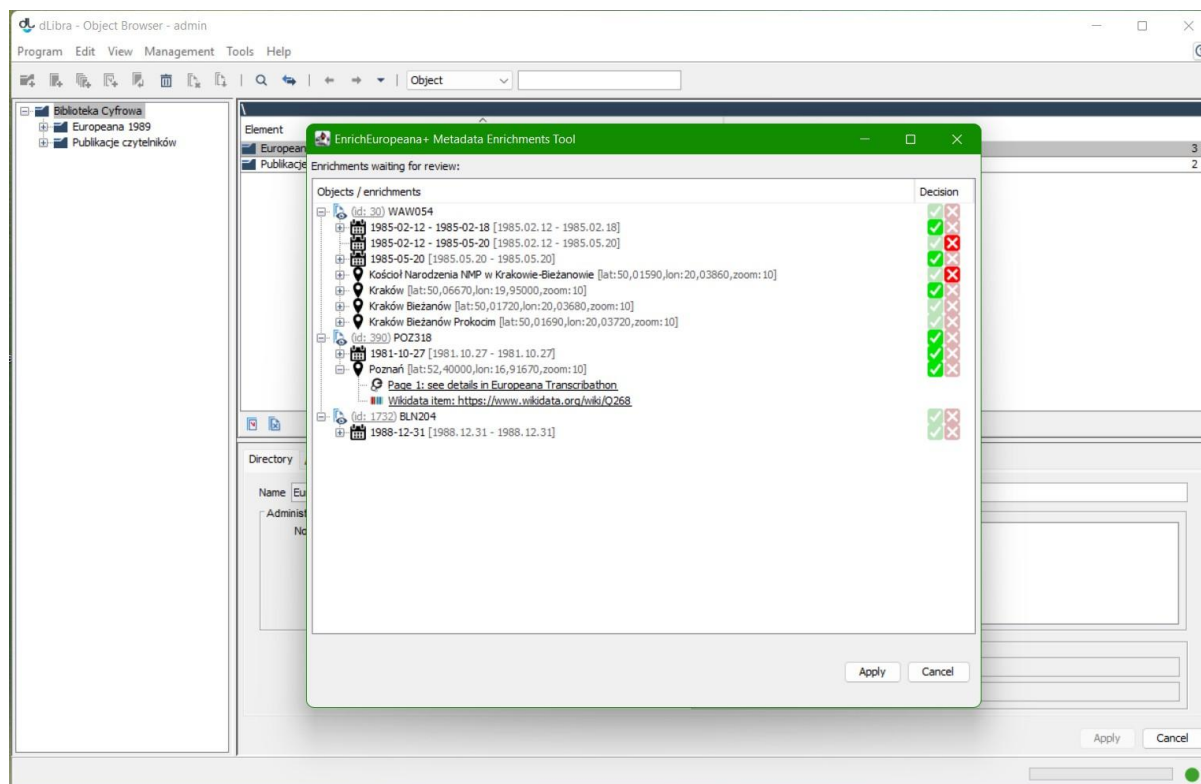 dLibra - Object Browser - admin
Program Edit View Management Tools Help
Object
Biblioteka Cyfrowa
Europeana 1989
Publikacje czytelników
\
Element
European 3
Publikacje 2
EnrichEuropeana+ Metadata Enrichments Tool
Enrichments waiting for review:
Objects / enrichments Decision
(id: 30) WAW054
1985-02-12 - 1985-02-18 [1985.02.12 - 1985.02.18]
1985-02-12 - 1985-05-20 [1985.02.12 - 1985.05.20]
1985-05-20 [1985.05.20 - 1985.05.20]
Kościół Narodzenia NMP w Krakowie-Bieżanowie [lat:50,01590,lon:20,03860,zoom:10]
Kraków [lat:50,06670,lon:19,95000,zoom:10]
Kraków Bieżanów [lat:50,01720,lon:20,03680,zoom:10]
Kraków Bieżanów Prokocim [lat:50,01690,lon:20,03720,zoom:10]
(id: 390) POZ318
1981-10-27 [1981.10.27 - 1981.10.27]
Poznań [lat:52,40000,lon:16,91670,zoom:10]
Page 1: see details in Europeana Transcribathon
Wikidata item: https://www.wikidata.org/wiki/Q268
(id: 1732) BLN204
1988-12-31 [1988.12.31 - 1988.12.31]
Apply Cancel
Directory
Name Eu
Administ
No
Apply Cancel